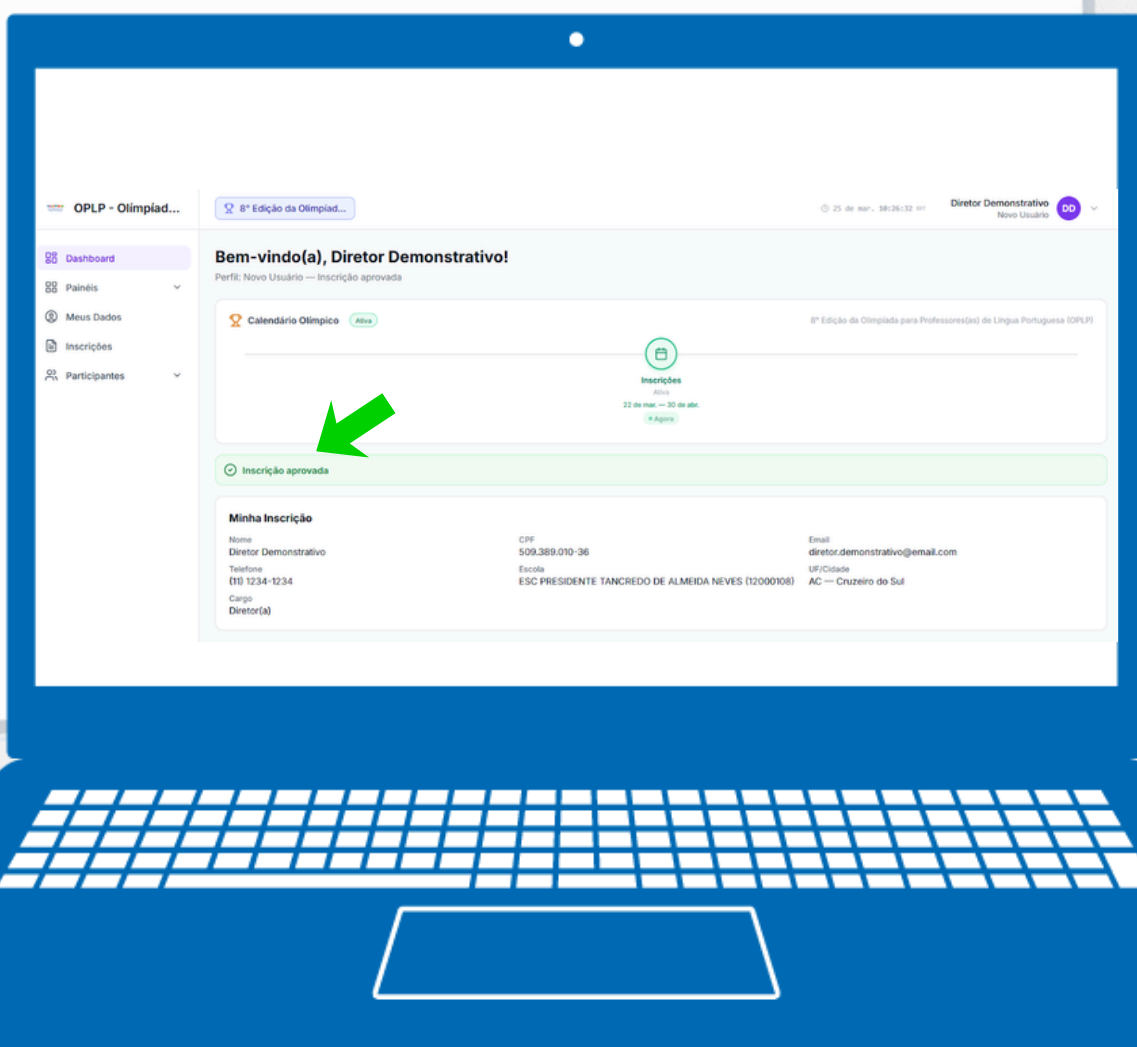 OPLP - Olímpiad...
8ª Edição da Olimpíad...
25 de mar. 10:26:32
Diretor Demonstrativo
Novo Usuário
DD
Dashboard
Painéis
Meus Dados
Inscrições
Participantes
Bem-vindo(a), Diretor Demonstrativo!
Perfil: Novo Usuário — Inscrição aprovada
Calendário Olímpico
Ativa
8ª Edição da Olimpíada para Professores(as) de Língua Portuguesa (OPLP)
Inscrições
Ativa
22 de mar. — 30 de abr.
Agora
Inscrição aprovada
Minha Inscrição
Nome
Diretor Demonstrativo
CPF
509.389.010-36
Email
diretor.demonstrativo@email.com
Telefone
(11) 1234-1234
Escola
ESC PRESIDENTE TANCREDO DE ALMEIDA NEVES (12000108)
UF/Cidade
AC — Cruzeiro do Sul
Cargo
Diretor(a)